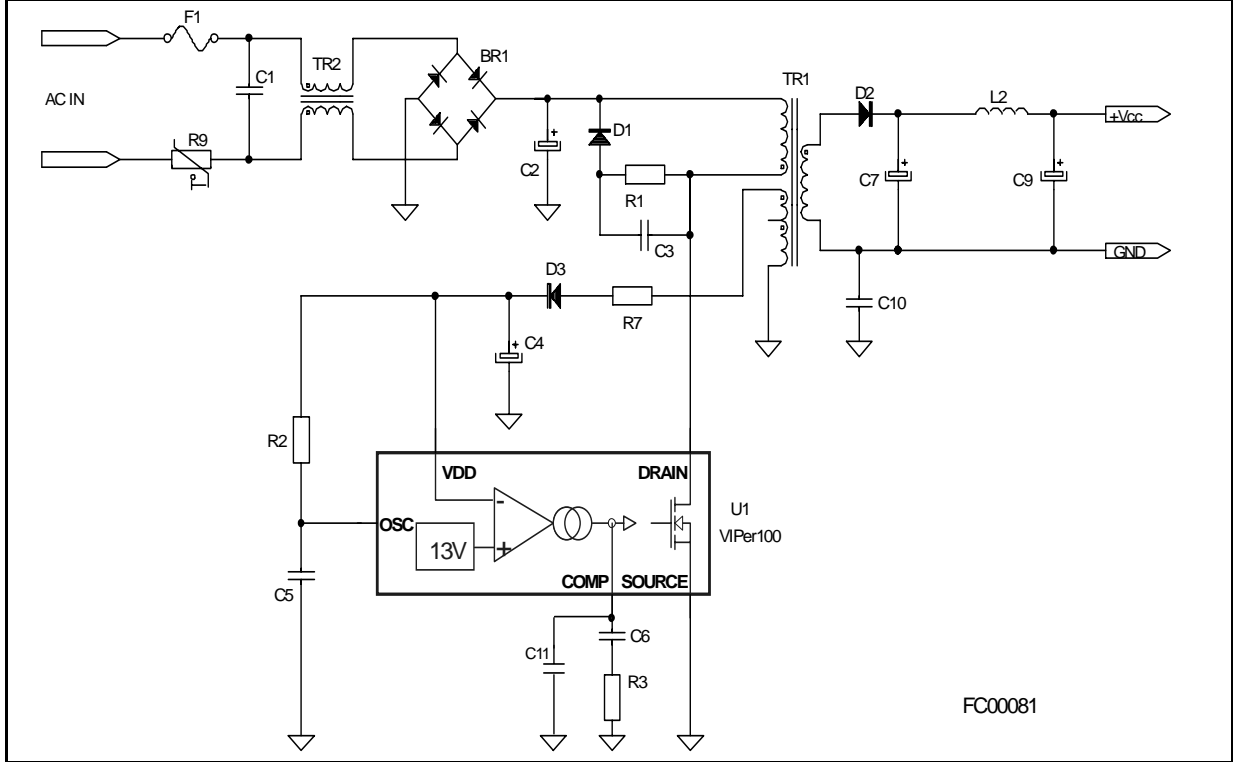 F1
AC IN
C1
TR2
BR1
R9
T°
C2
+
D1
R1
C3
TR1
D2
L2
+Vcc
C7
+
C9
+
GND
C10
D3
R7
C4
+
R2
VDD
DRAIN
OSC
13V
-
+
COMP
SOURCE
U1
VIPer100
C5
C11
C6
R3
FC00081